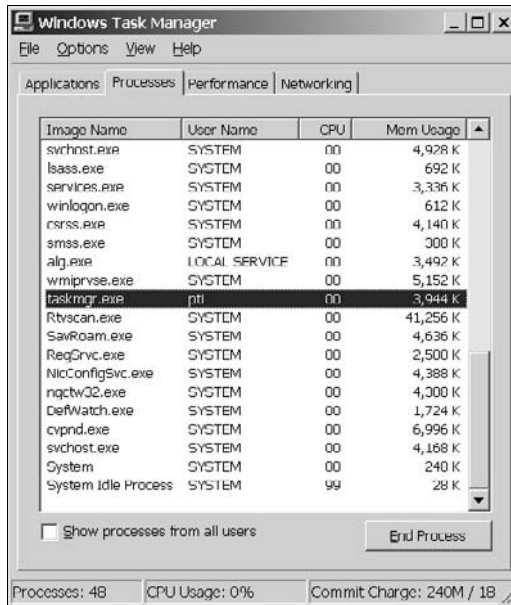 Windows Task Manager
File Options View Help
Applications Processes Performance Networking
Image Name User Name CPU Mem Usage
svchost.exe SYSTEM 00 4,928 K
lsass.exe SYSTEM 00 692 K
services.exe SYSTEM 00 3,336 K
winlogon.exe SYSTEM 00 612 K
csrss.exe SYSTEM 00 4,140 K
smss.exe SYSTEM 00 300 K
alg.exe LOCAL SERVICE 00 3,492 K
wmiprvse.exe SYSTEM 00 5,152 K
taskmgr.exe pti 00 3,944 K
Rtvscan.exe SYSTEM 00 41,256 K
SavRoam.exe SYSTEM 00 4,636 K
RegSrvc.exe SYSTEM 00 2,500 K
NicConfigSvc.exe SYSTEM 00 4,388 K
nqctw32.exe SYSTEM 00 4,300 K
DefWatch.exe SYSTEM 00 1,724 K
cvpnd.exe SYSTEM 00 6,996 K
svchost.exe SYSTEM 00 4,168 K
System SYSTEM 00 240 K
System Idle Process SYSTEM 99 28 K
Show processes from all users
End Process
Processes: 48 CPU Usage: 0% Commit Charge: 240M / 18